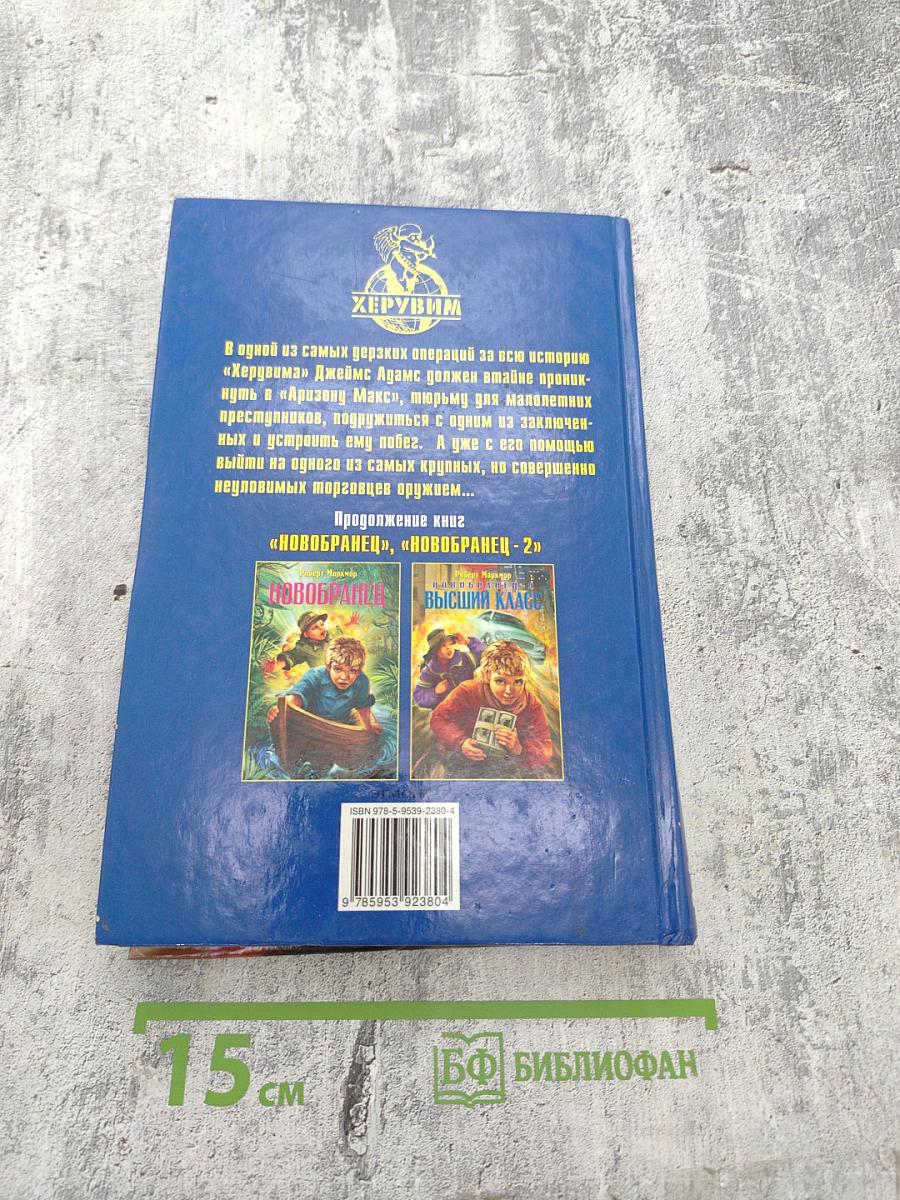 ХЕРУВИМ
В одной из самых дерзких операций за всю историю
«Херувима» Джеймс Адамс должен втайне проник-
нуть в «Аризону Макс», тюрьму для малолетних
преступников, подружиться с одним из заключен-
ных и устроить ему побег. А уже с его помощью
выйти на одного из самых крупных, но совершенно
неуловимых торговцев оружием...
Продолжение книг
«НОВОБРАНЕЦ», «НОВОБРАНЕЦ - 2»
Роберт Маркмор
НОВОБРАНЕЦ
Роберт Маркмор
НОВОБРАНЕЦ
ВЫСШИЙ КЛАСС
ISBN 978-5-9539-2380-4
9 785953 923804
15 см
БФ БИБЛИОФАН